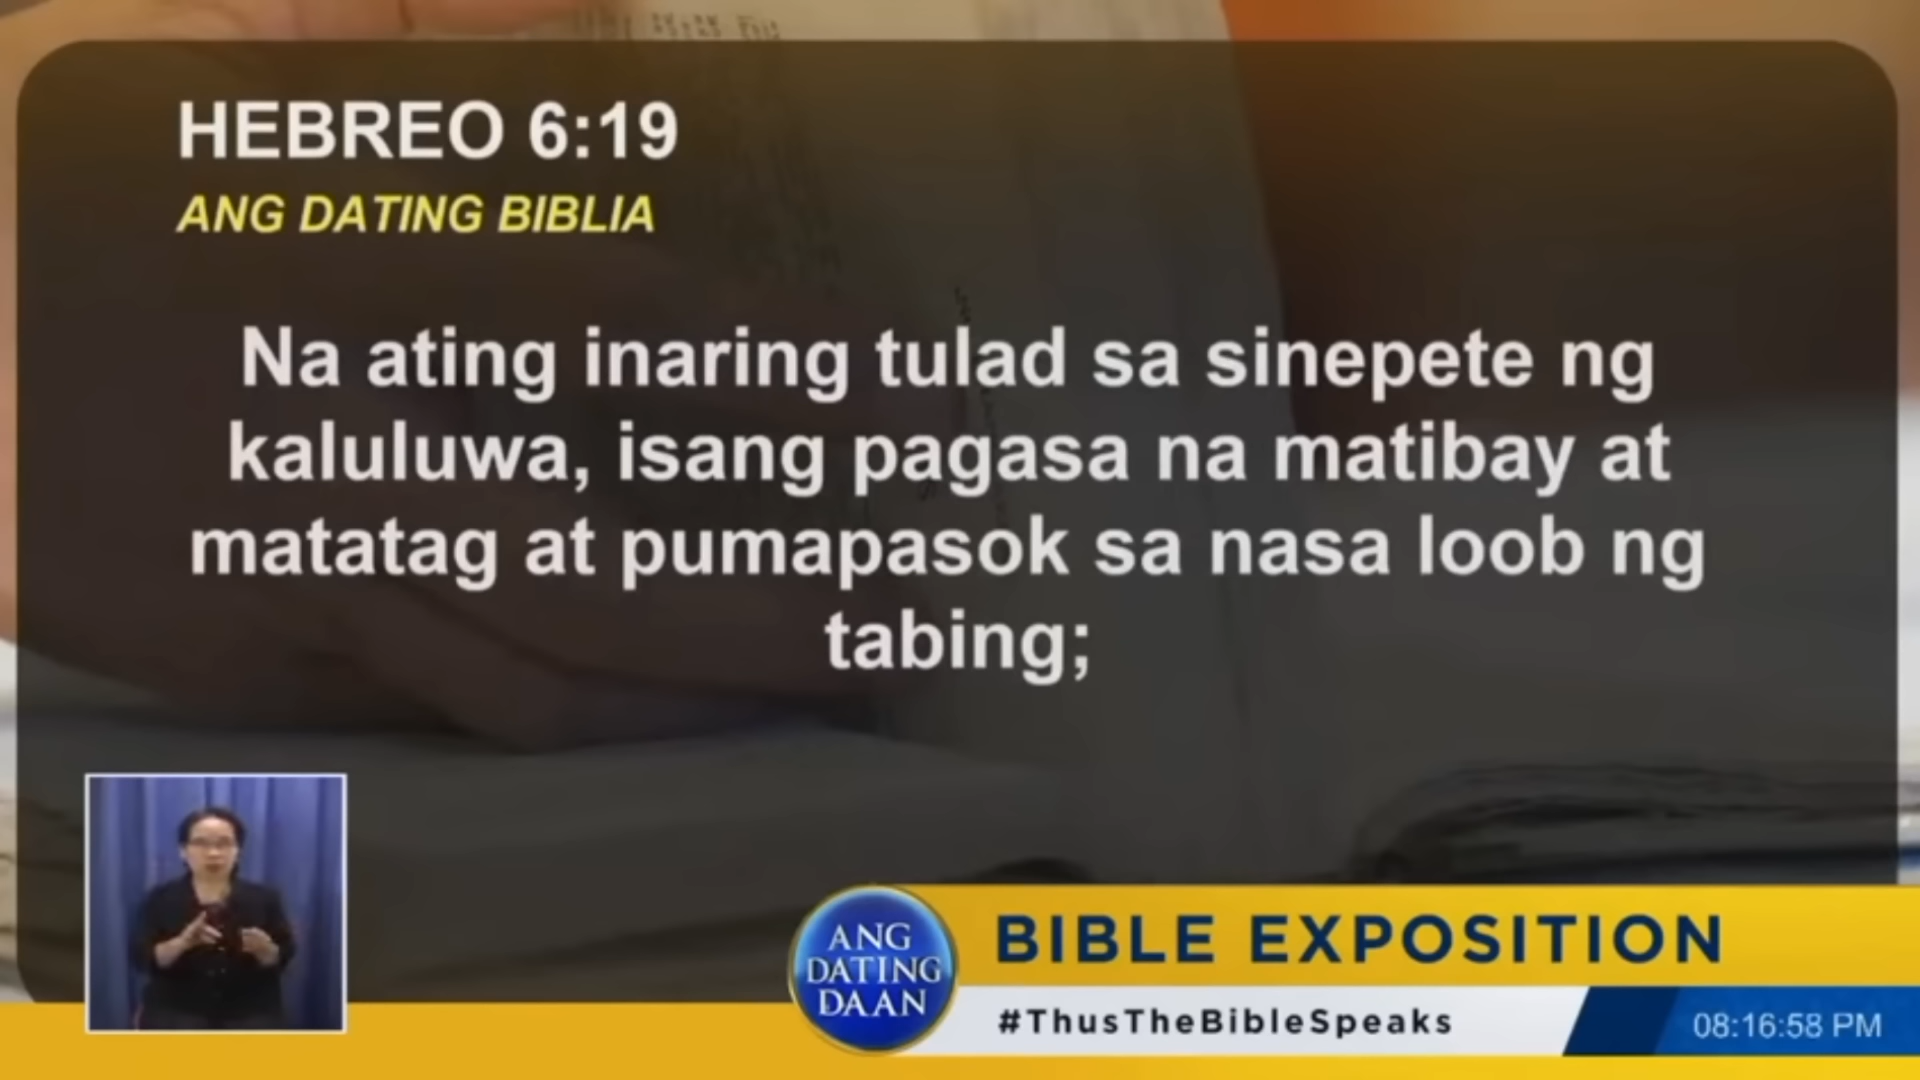 HEBREO 6:19
ANG DATING BIBLIA
Na ating inaring tulad sa sinepete ng
kaluluwa, isang pagasa na matibay at
matatag at pumapasok sa nasa loob ng
tabing;
ANG
DATING
DAAN
BIBLE EXPOSITION
#ThusTheBibleSpeaks
08:16:58 PM